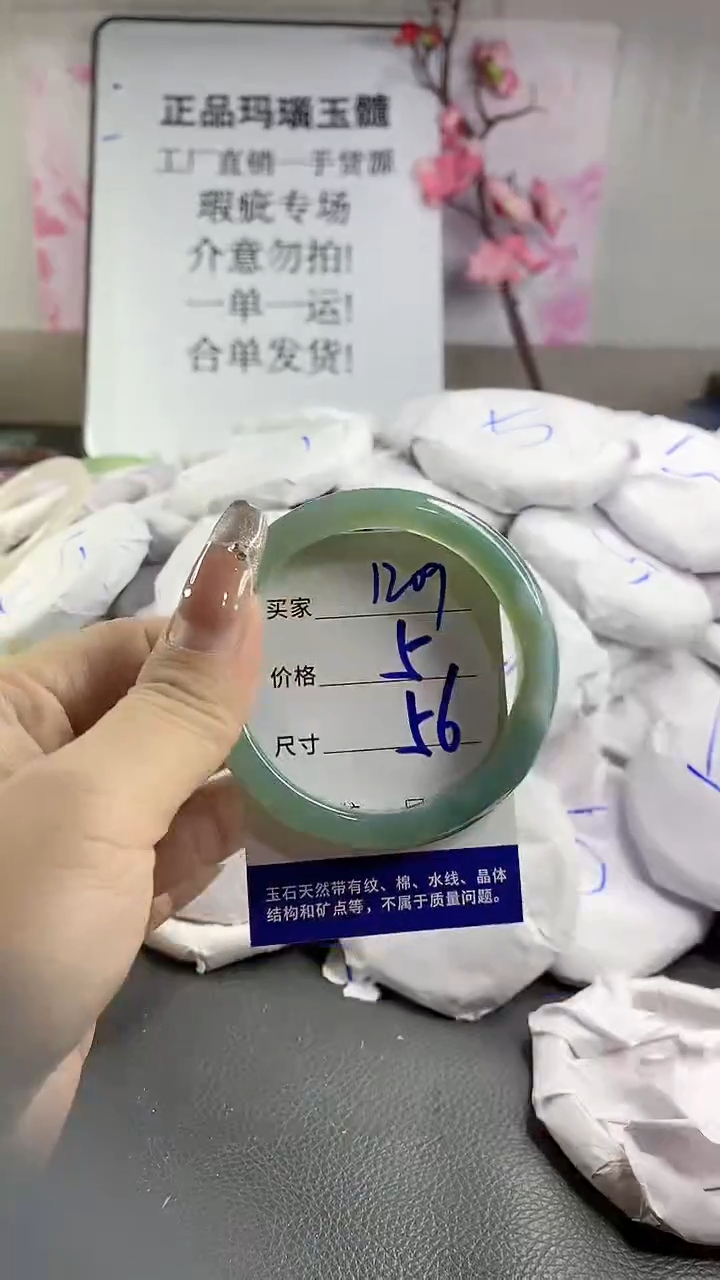 正品玛瑙玉髓
工厂直销一手货源
瑕疵专场
介意勿拍!
一单一运!
合单发货!
5
买家 1209
价格 5
尺寸 56
玉石天然带有纹、棉、水线、晶体
结构和矿点等，不属于质量问题。